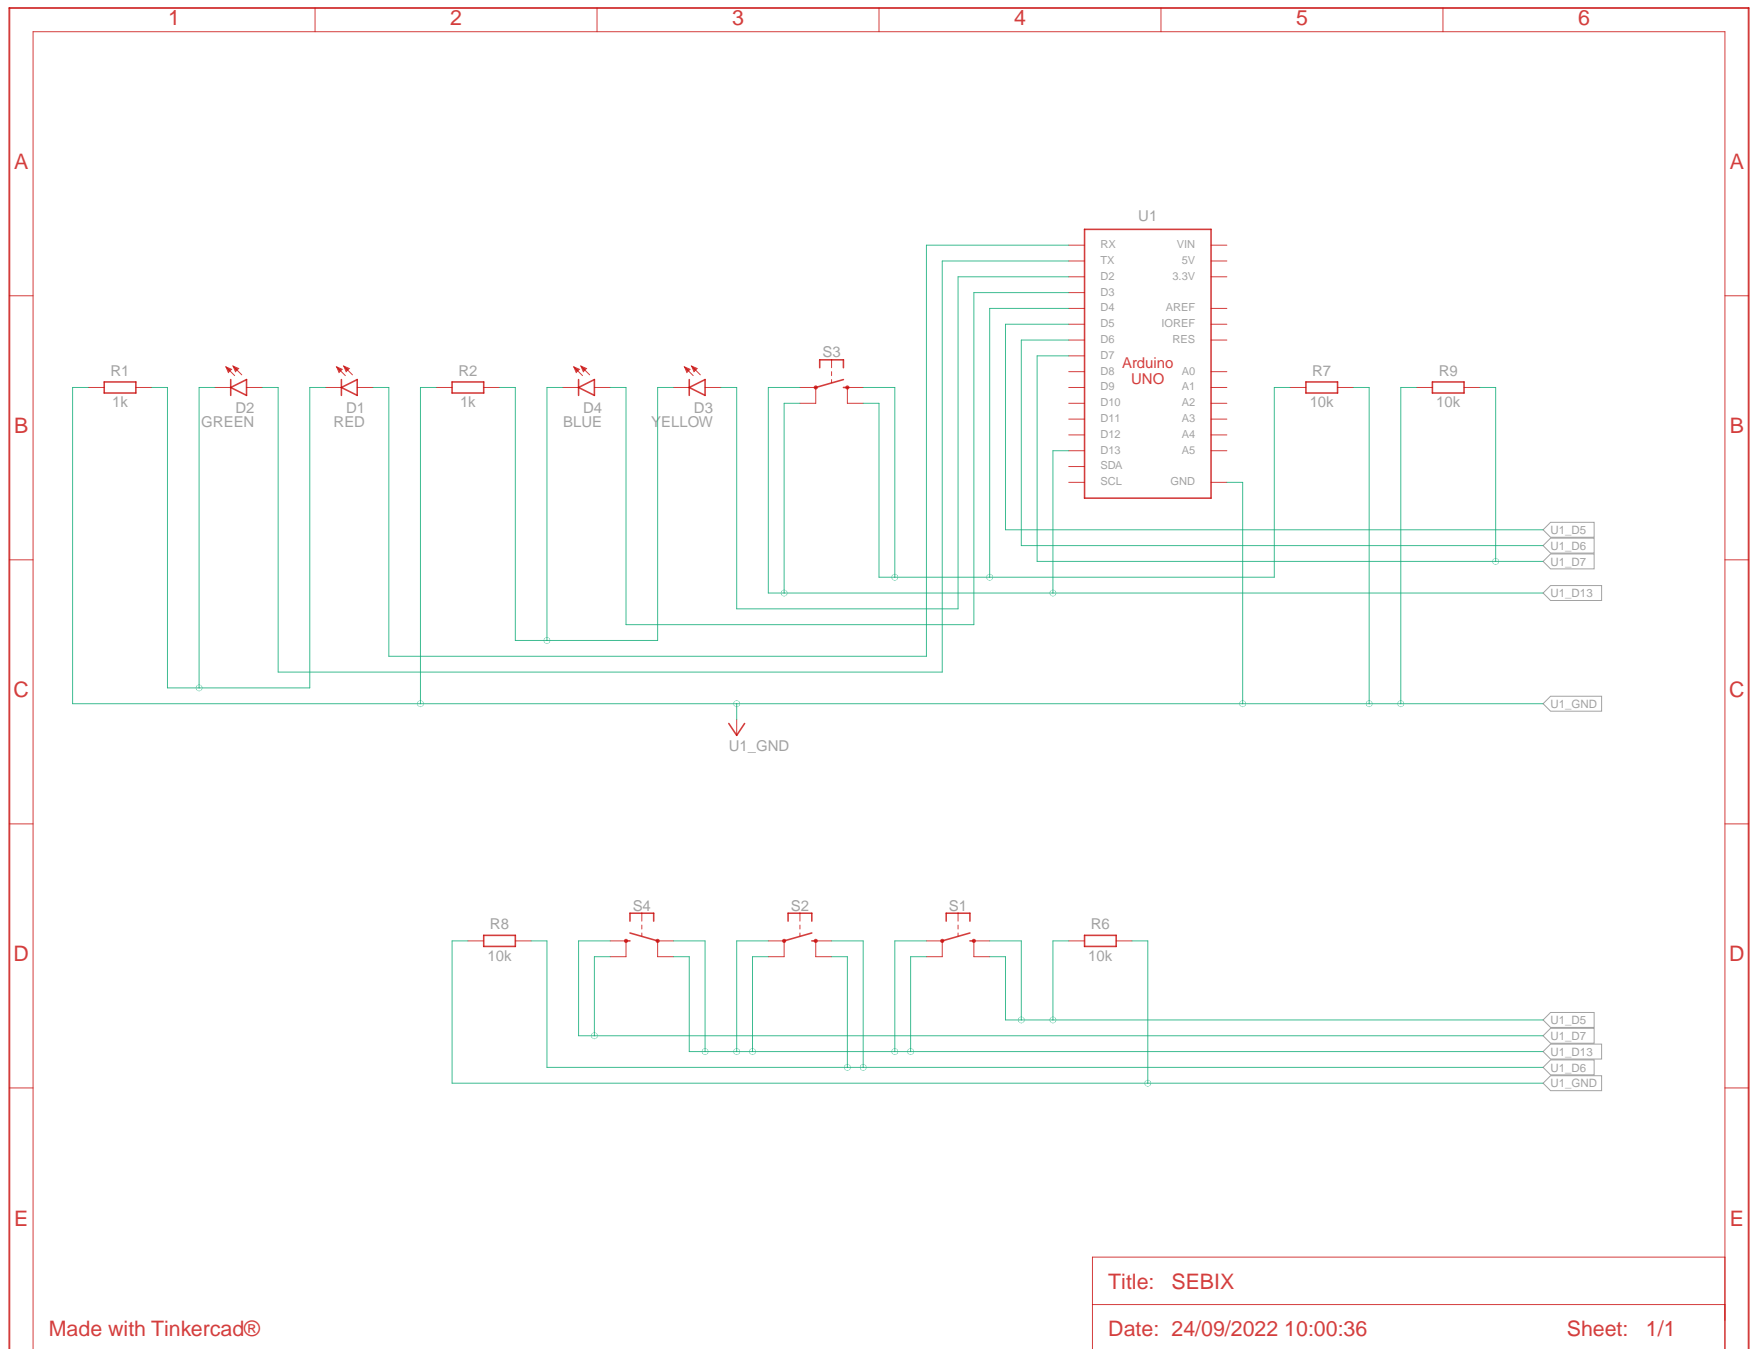 1 2 3 4 5 6
A A
U1
RX VIN
TX 5V
D2 3.3V
D3
D4 AREF
D5 IOREF
D6 RES
D7
Arduino
UNO
D8 A0
D9 A1
D10 A2
D11 A3
D12 A4
D13 A5
SDA
SCL GND
S3
R1 R2 R7 R9
1k 1k 10k 10k
D2 D1 D4 D3
GREEN RED BLUE YELLOW
B B
U1_D5
U1_D6
U1_D7
U1_D13
C C
U1_GND
U1_GND
S4 S2 S1
R8 R6
10k 10k
D D
U1_D5
U1_D7
U1_D13
U1_D6
U1_GND
E E
Title: SEBIX
Made with Tinkercad®
Date: 24/09/2022 10:00:36 Sheet: 1/1